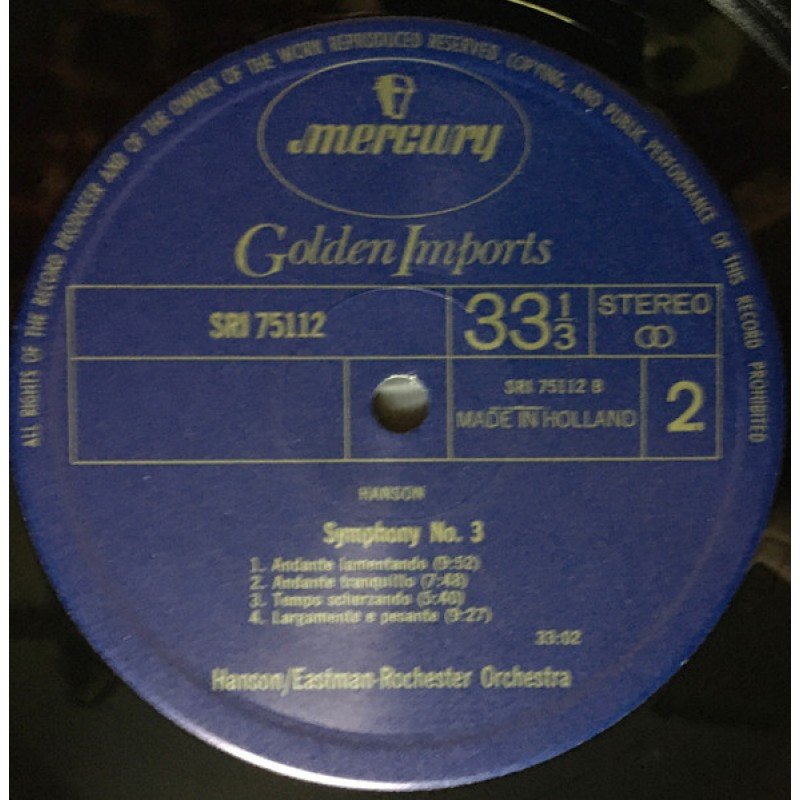 ALL RIGHTS OF THE RECORD PRODUCER AND OF THE OWNER OF THE WORK REPRODUCED RESERVED, COPYING, AND PUBLIC PERFORMANCE OF THIS RECORD PROHIBITED
mercury
Golden Imports
SRI 75112
33 1/3
STEREO
SRI 75112 B
MADE IN HOLLAND
2
HANSON
Symphony No. 3
1. Andante lamentando (9:52)
2. Andante tranquillo (7:48)
3. Tempo scherzando (5:40)
4. Largamente e pesante (9:27)
33:02
Hanson/Eastman-Rochester Orchestra